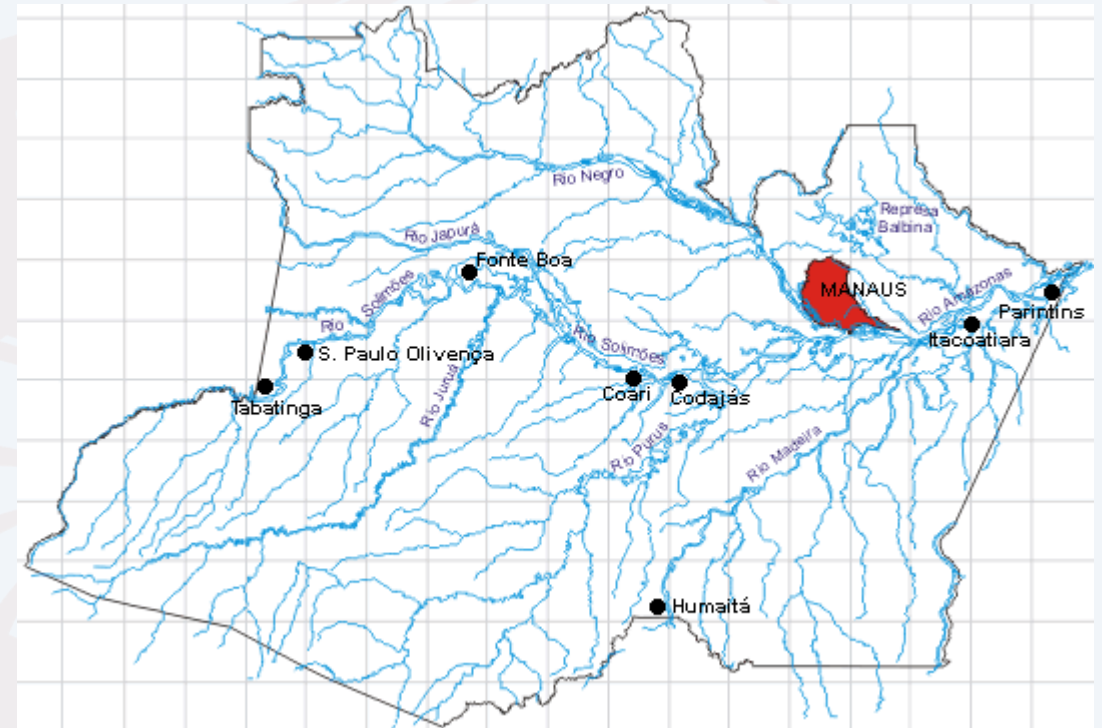 Rio Negro
Represa
Balbina
Rio Japurá
Fonte Boa
Rio Solimões
MANAUS
Rio Amazonas
Parintins
Itacoatiara
S. Paulo Olivença
Rio Solimões
Tabatinga
Rio Juruá
Coari
Codajás
Rio Purus
Rio Madeira
Humaitá